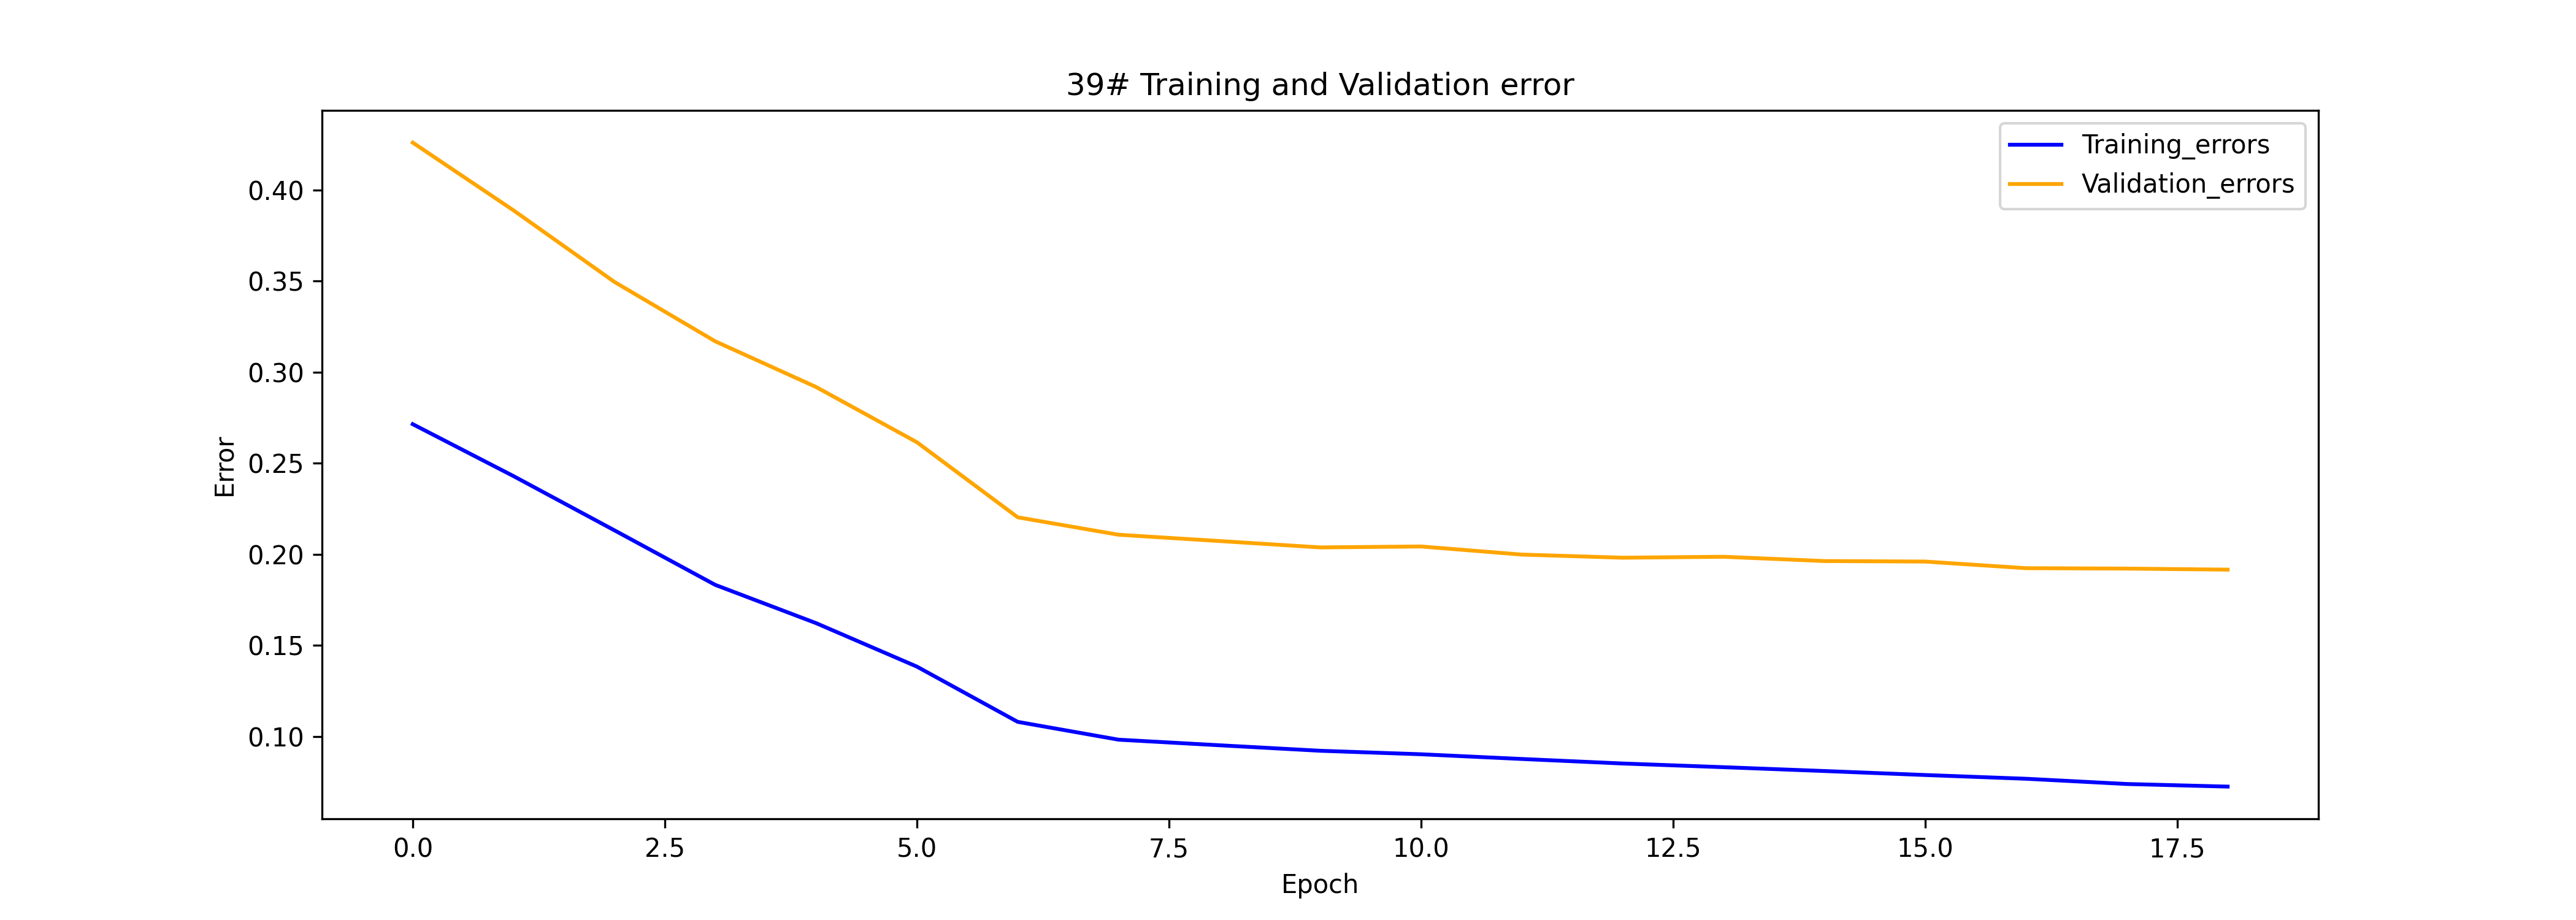 39# Training and Validation error
Training_errors
Validation_errors
0.40
0.35
0.30
0.25
0.20
0.15
0.10
Error
0.0 2.5 5.0 7.5 10.0 12.5 15.0 17.5
Epoch